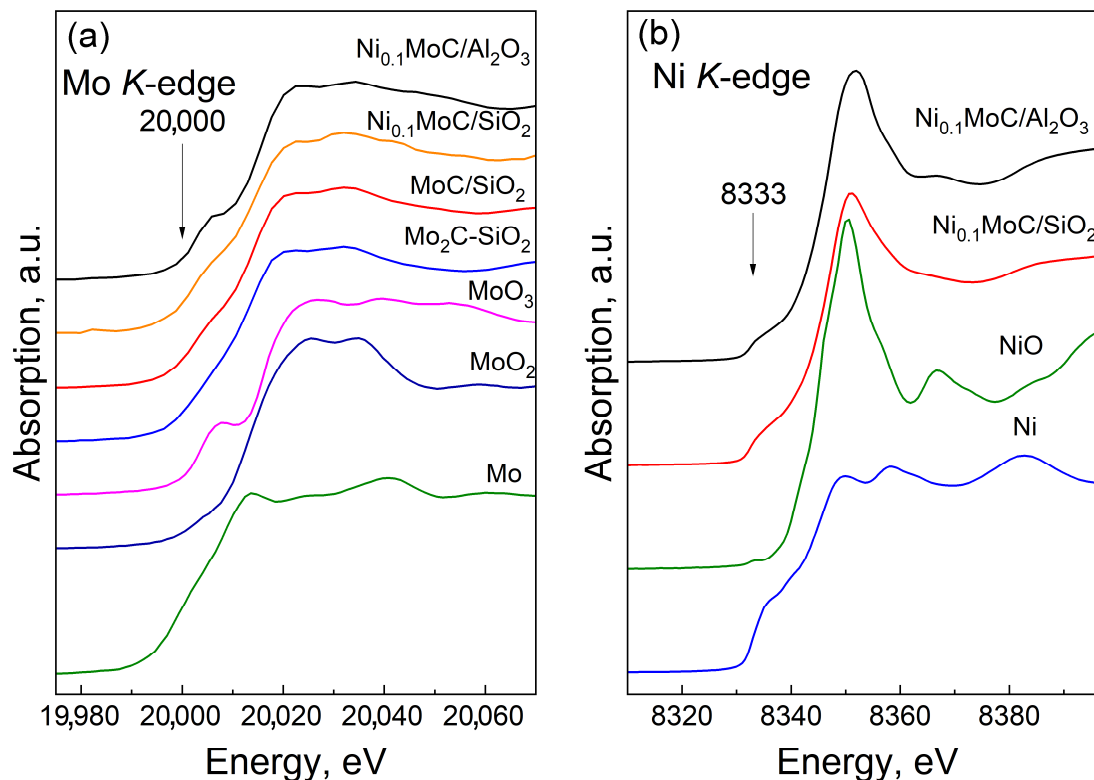 (a)
Mo K-edge
20,000
Ni₀.₁MoC/Al₂O₃
Ni₀.₁MoC/SiO₂
MoC/SiO₂
Mo₂C-SiO₂
MoO₃
MoO₂
Mo
Absorption, a.u.
19,980 20,000 20,020 20,040 20,060
Energy, eV
(b)
Ni K-edge
Ni₀.₁MoC/Al₂O₃
8333
Ni₀.₁MoC/SiO₂
NiO
Ni
Absorption, a.u.
8320 8340 8360 8380
Energy, eV